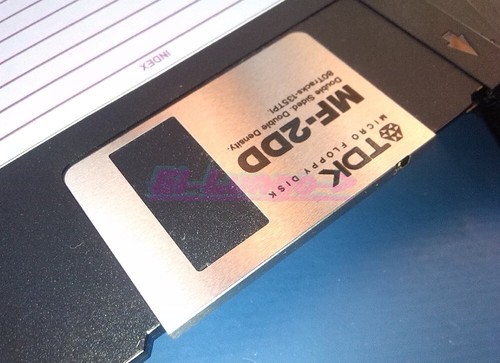 TDK
MICRO FLOPPY DISK
MF-2DD
Double Sided. Double Density.
80Tracks-135TPI.
INDEX